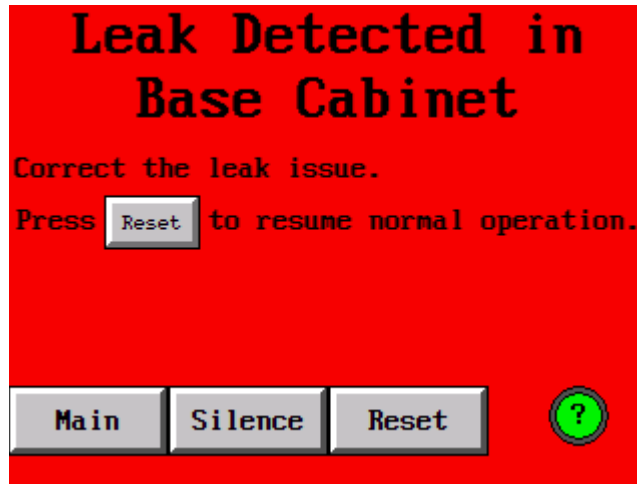 Leak Detected in
Base Cabinet
Correct the leak issue.
Press Reset to resume normal operation.
Main Silence Reset ?